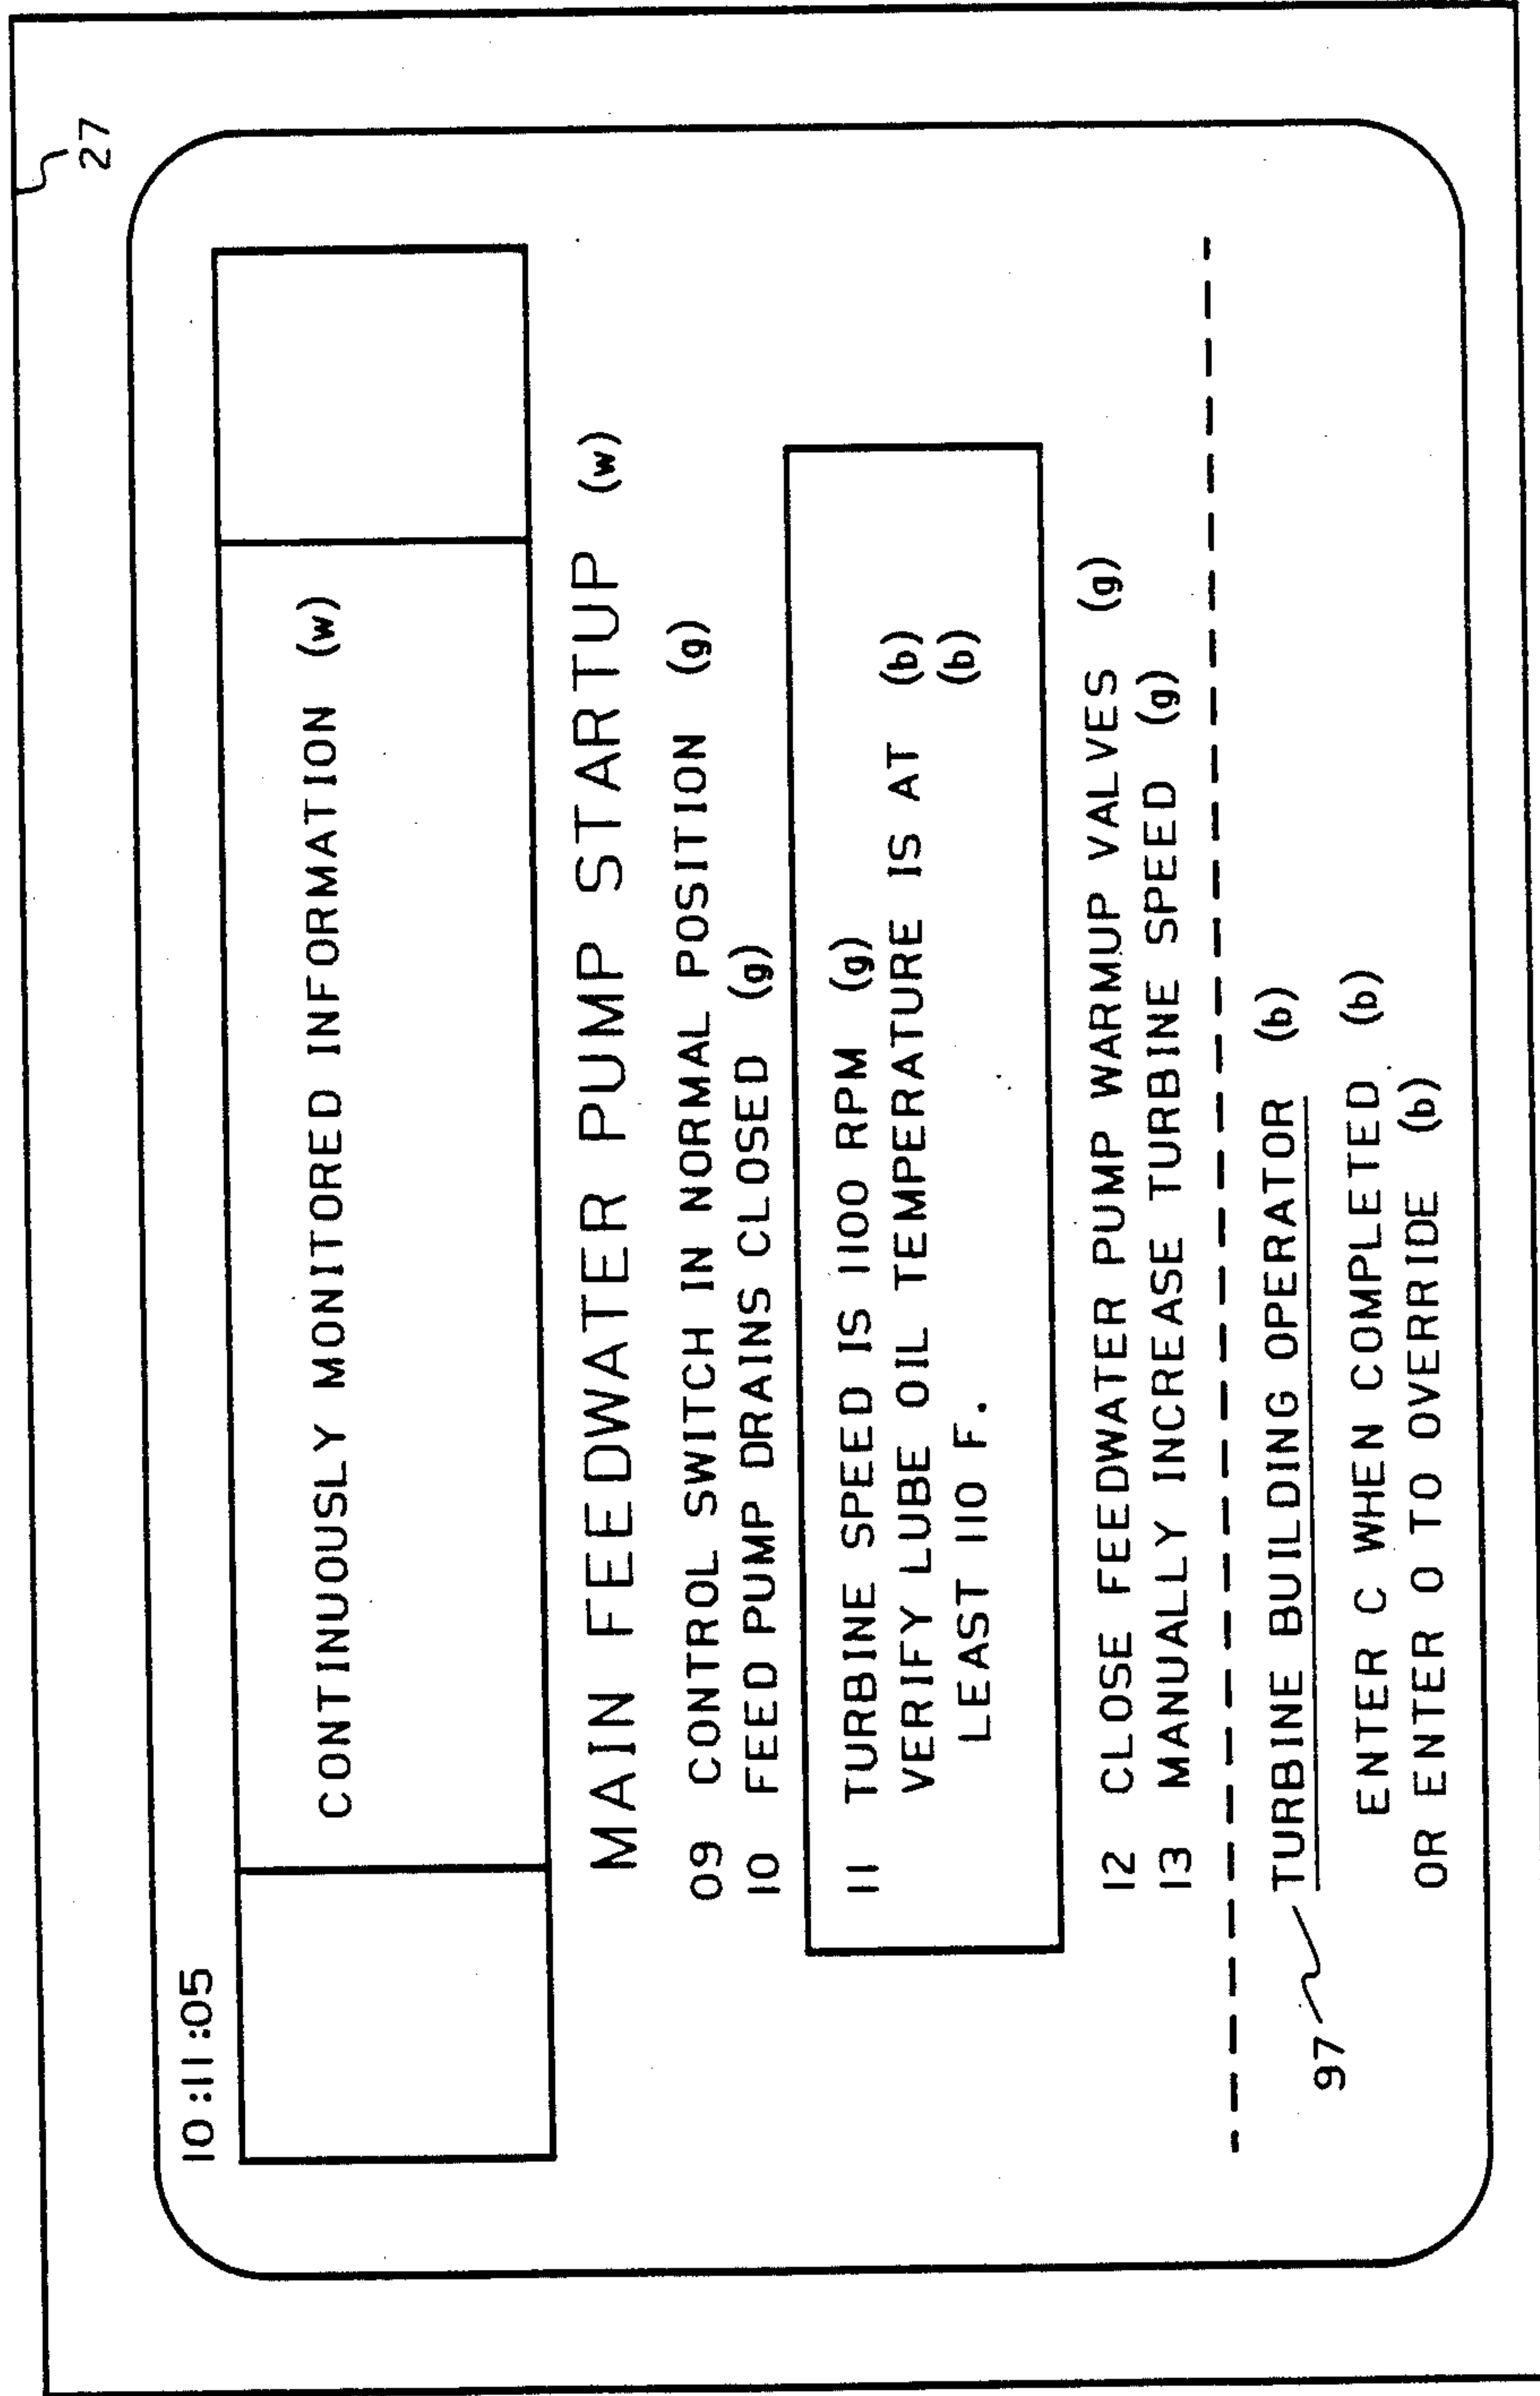 27
10:11:05
CONTINUOUSLY MONITORED INFORMATION (w)
MAIN FEEDWATER PUMP STARTUP (w)
09 CONTROL SWITCH IN NORMAL POSITION (g)
10 FEED PUMP DRAINS CLOSED (g)
11 TURBINE SPEED IS 1100 RPM (g)
VERIFY LUBE OIL TEMPERATURE IS AT (b)
LEAST 110 F. (b)
12 CLOSE FEEDWATER PUMP WARMUP VALVES (g)
13 MANUALLY INCREASE TURBINE SPEED (g)
97 TURBINE BUILDING OPERATOR (b)
ENTER C WHEN COMPLETED (b)
OR ENTER O TO OVERRIDE (b)